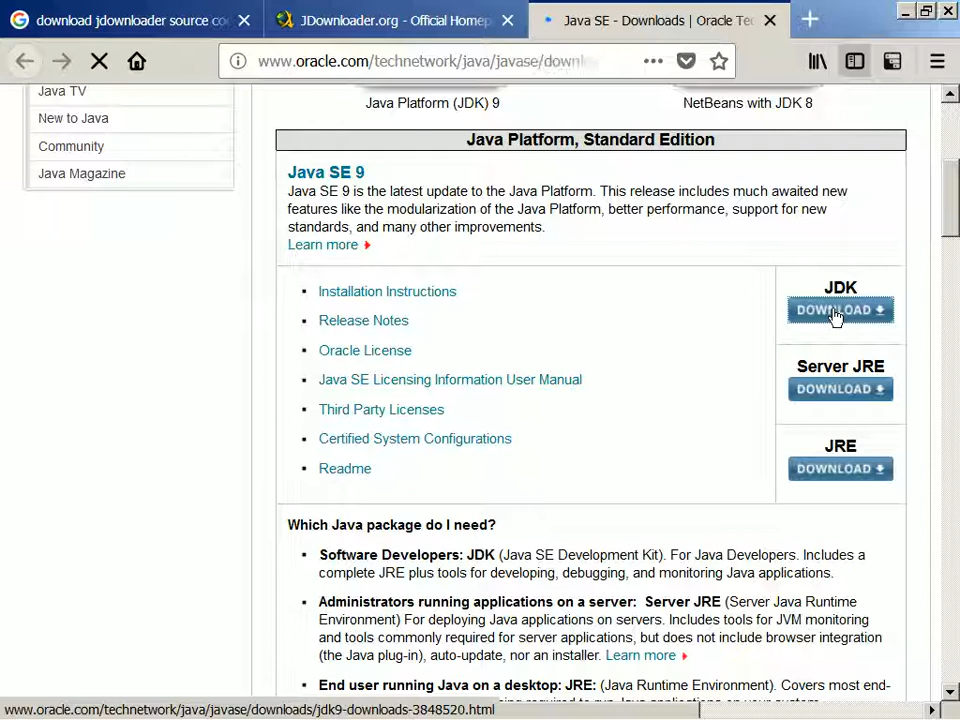 download jdownloader source co
JDownloader.org - Official Homep
Java SE - Downloads | Oracle Tec
www.oracle.com/technetwork/java/javase/down
Java TV
New to Java
Community
Java Magazine
Java Platform (JDK) 9
NetBeans with JDK 8
Java Platform, Standard Edition
Java SE 9
Java SE 9 is the latest update to the Java Platform. This release includes much awaited new
features like the modularization of the Java Platform, better performance, support for new
standards, and many other improvements.
Learn more
Installation Instructions
Release Notes
Oracle License
Java SE Licensing Information User Manual
Third Party Licenses
Certified System Configurations
Readme
JDK
DOWNLOAD
Server JRE
DOWNLOAD
JRE
DOWNLOAD
Which Java package do I need?
Software Developers: JDK (Java SE Development Kit). For Java Developers. Includes a
complete JRE plus tools for developing, debugging, and monitoring Java applications.
Administrators running applications on a server: Server JRE (Server Java Runtime
Environment) For deploying Java applications on servers. Includes tools for JVM monitoring
and tools commonly required for server applications, but does not include browser integration
(the Java plug-in), auto-update, nor an installer. Learn more
End user running Java on a desktop: JRE: (Java Runtime Environment). Covers most end-
www.oracle.com/technetwork/java/javase/downloads/jdk9-downloads-3848520.html